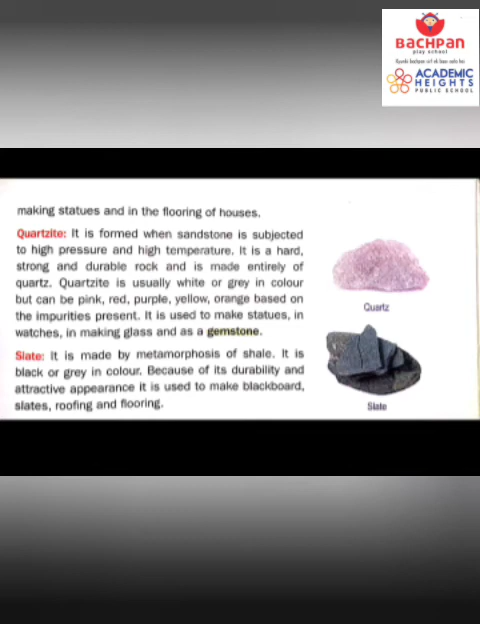 BACHPAN
play school
ACADEMIC
HEIGHTS
PUBLIC SCHOOL
making statues and in the flooring of houses.
Quartzite: It is formed when sandstone is subjected
to high pressure and high temperature. It is a hard,
strong and durable rock and is made entirely of
quartz. Quartzite is usually white or grey in colour
but can be pink, red, purple, yellow, orange based on
the impurities present. It is used to make statues, in
watches, in making glass and as a gemstone.
Quartz
Slate: It is made by metamorphosis of shale. It is
black or grey in colour. Because of its durability and
attractive appearance it is used to make blackboard,
slates, roofing and flooring.
Slate